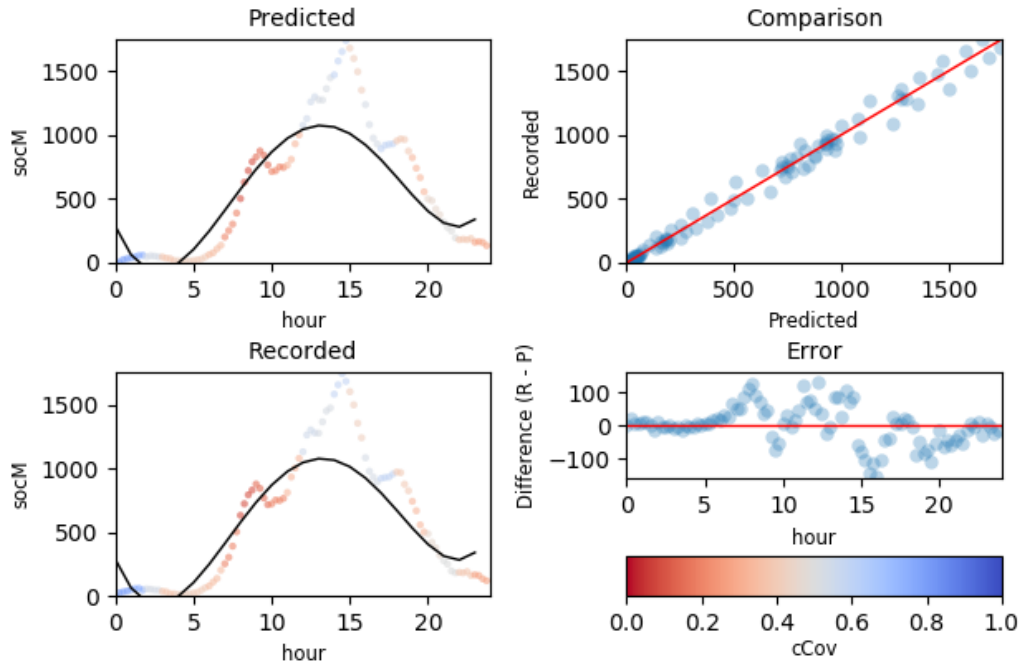 Predicted
1500
1000
500
0
socM
0 5 10 15 20
hour
Comparison
1500
1000
500
0
Recorded
0 500 1000 1500
Predicted
Recorded
1500
1000
500
0
socM
0 5 10 15 20
hour
Error
100
0
−100
Difference (R - P)
0 5 10 15 20
hour
0.0 0.2 0.4 0.6 0.8 1.0
cCov